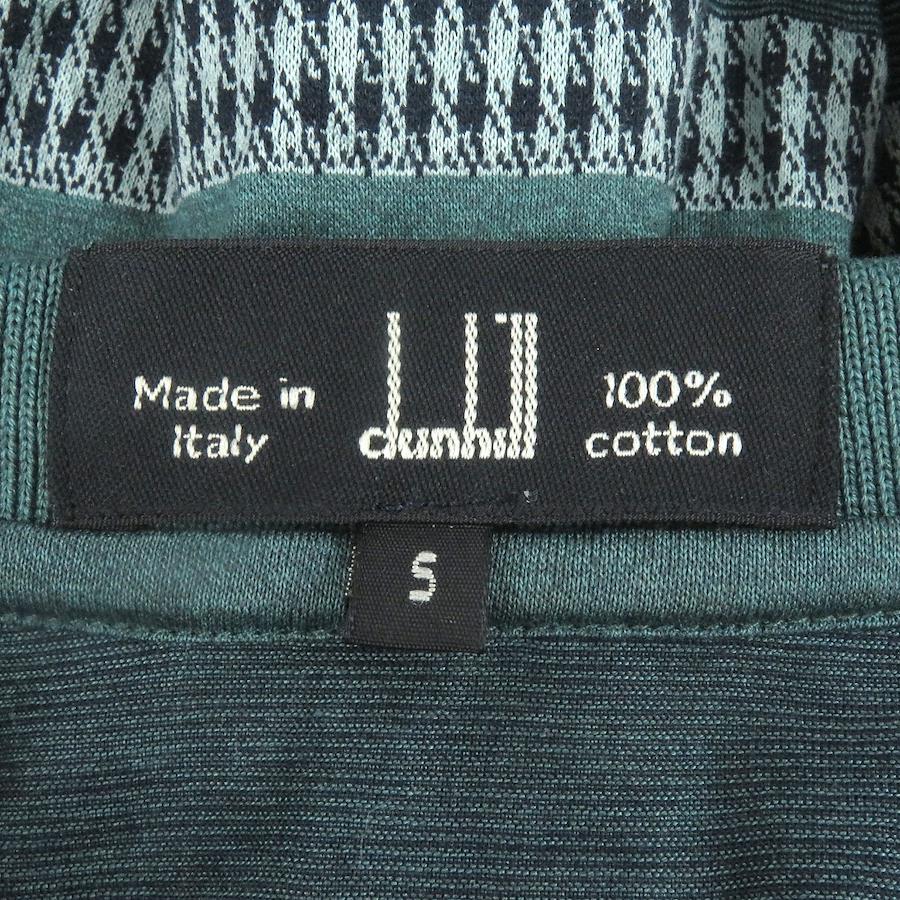 Made in
Italy
dunhill
100%
cotton
S